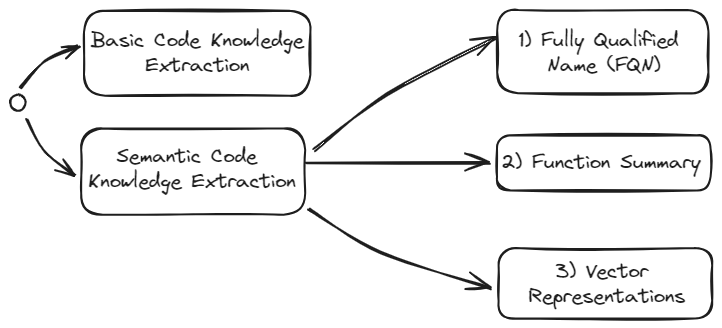 Basic Code Knowledge
Extraction
Semantic Code
Knowledge Extraction
1) Fully Qualified
Name (FQN)
2) Function Summary
3) Vector
Representations